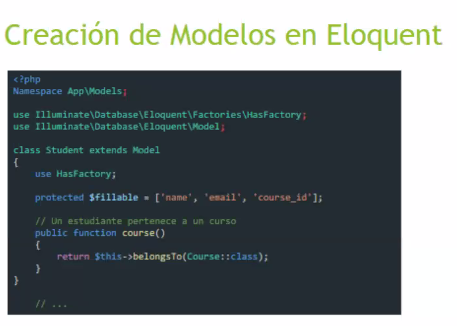 Creación de Modelos en Eloquent
<?php
Namespace App\Models;
use Illuminate\Database\Eloquent\Factories\HasFactory;
use Illuminate\Database\Eloquent\Model;
class Student extends Model
{
use HasFactory;
protected $fillable = ['name', 'email', 'course_id'];
// Un estudiante pertenece a un curso
public function course()
{
return $this->belongsTo(Course::class);
}
}
// ...